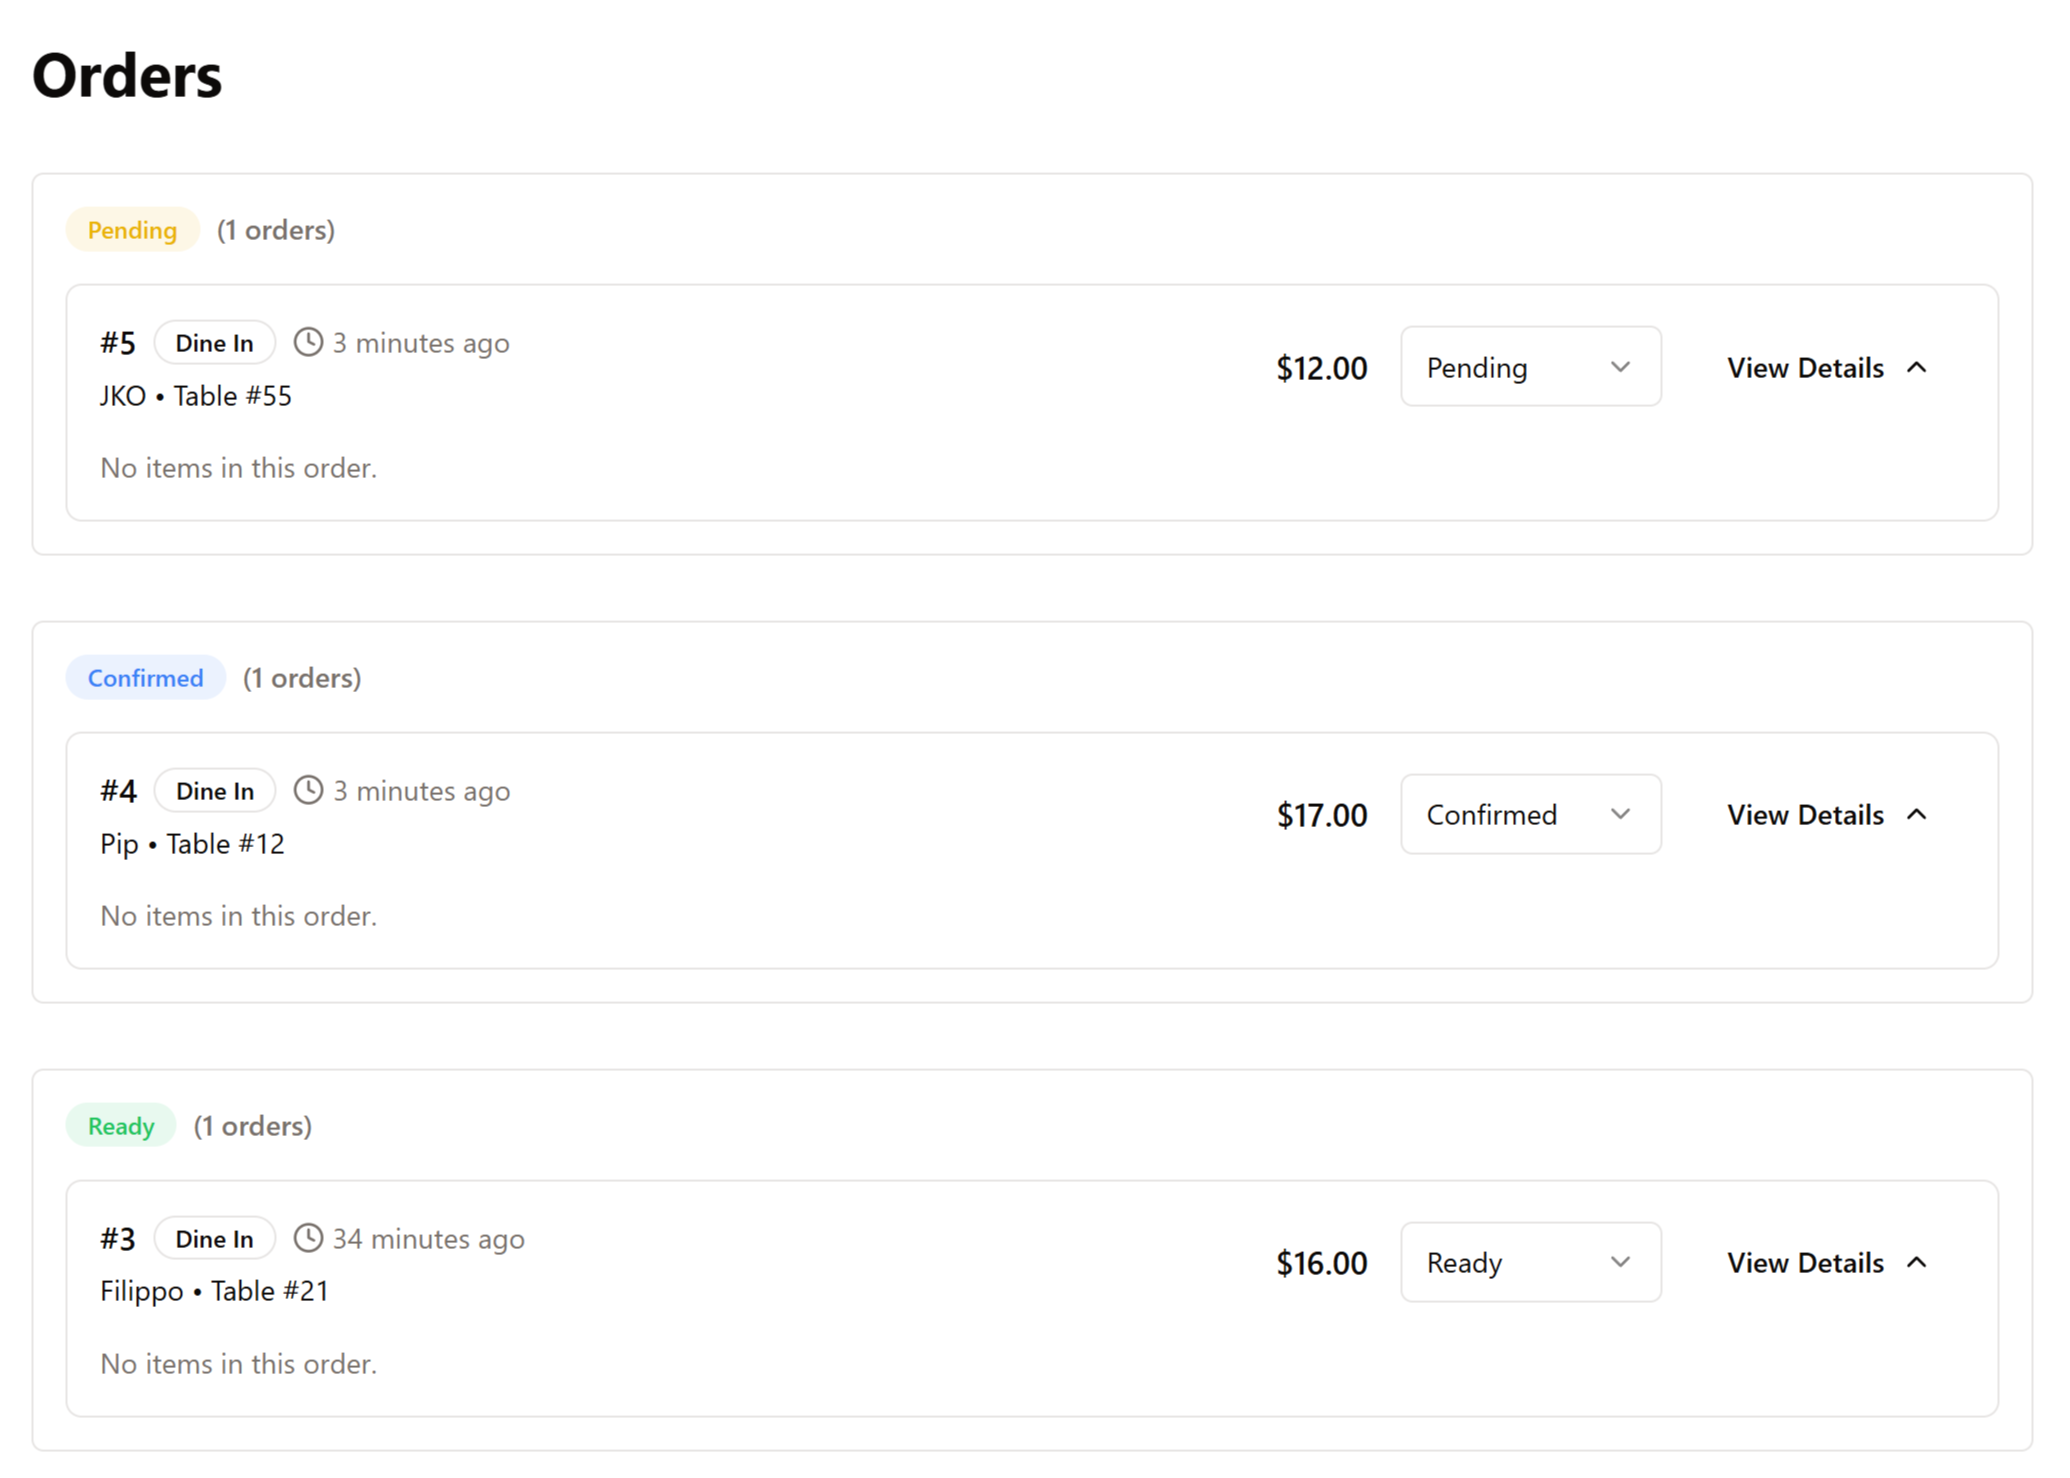 Orders
Pending (1 orders)
#5 Dine In 3 minutes ago
JKO • Table #55
$12.00 Pending View Details
No items in this order.
Confirmed (1 orders)
#4 Dine In 3 minutes ago
Pip • Table #12
$17.00 Confirmed View Details
No items in this order.
Ready (1 orders)
#3 Dine In 34 minutes ago
Filippo • Table #21
$16.00 Ready View Details
No items in this order.